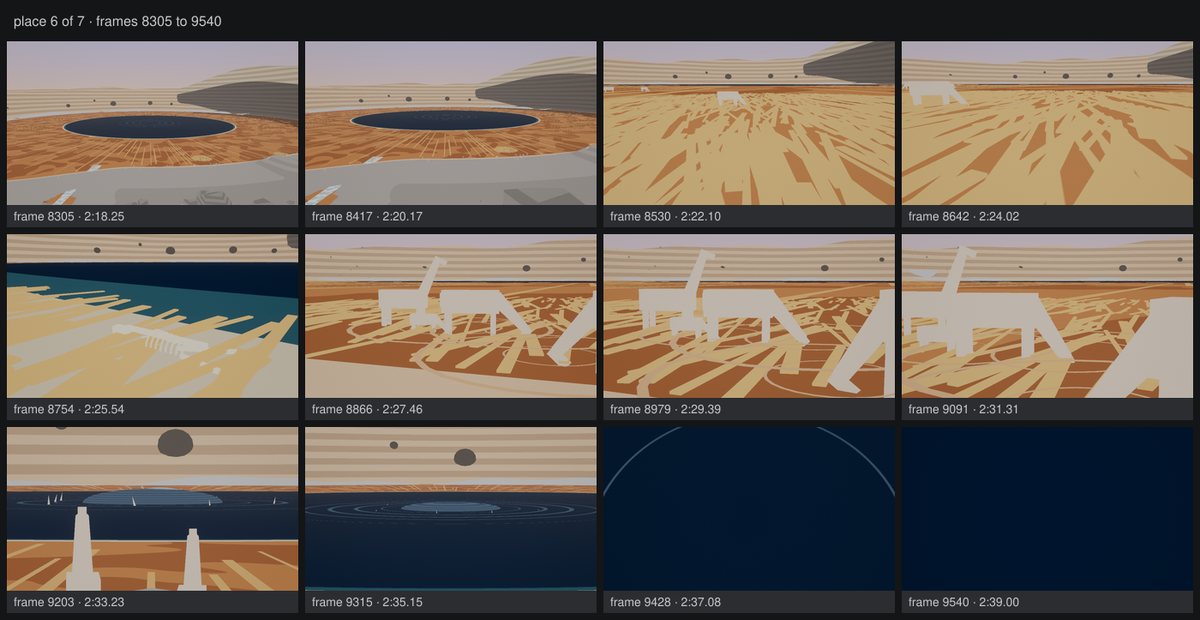 place 6 of 7 · frames 8305 to 9540
frame 8305 · 2:18.25
frame 8417 · 2:20.17
frame 8530 · 2:22.10
frame 8642 · 2:24.02
frame 8754 · 2:25.54
frame 8866 · 2:27.46
frame 8979 · 2:29.39
frame 9091 · 2:31.31
frame 9203 · 2:33.23
frame 9315 · 2:35.15
frame 9428 · 2:37.08
frame 9540 · 2:39.00